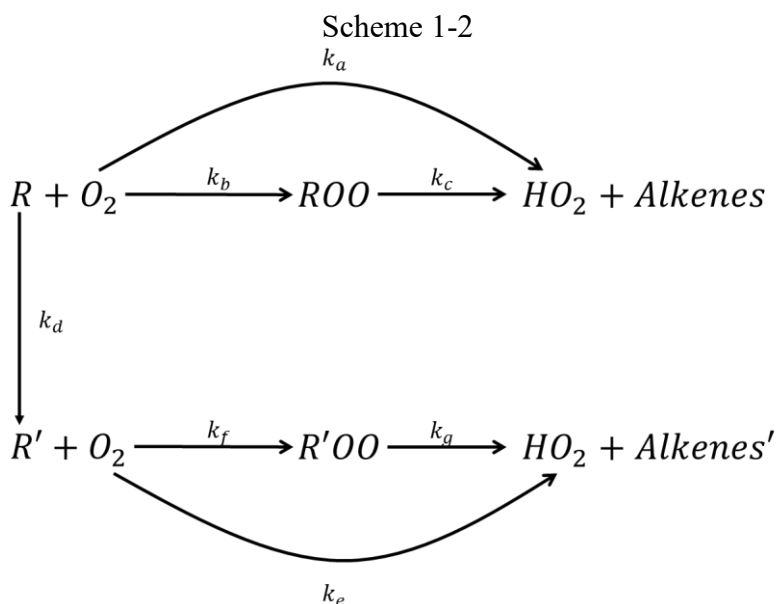 Scheme 1-2
k_a
R + O_2 k_b ROO k_c HO_2 + Alkenes
k_d
R' + O_2 k_f R'OO k_g HO_2 + Alkenes'
k_e